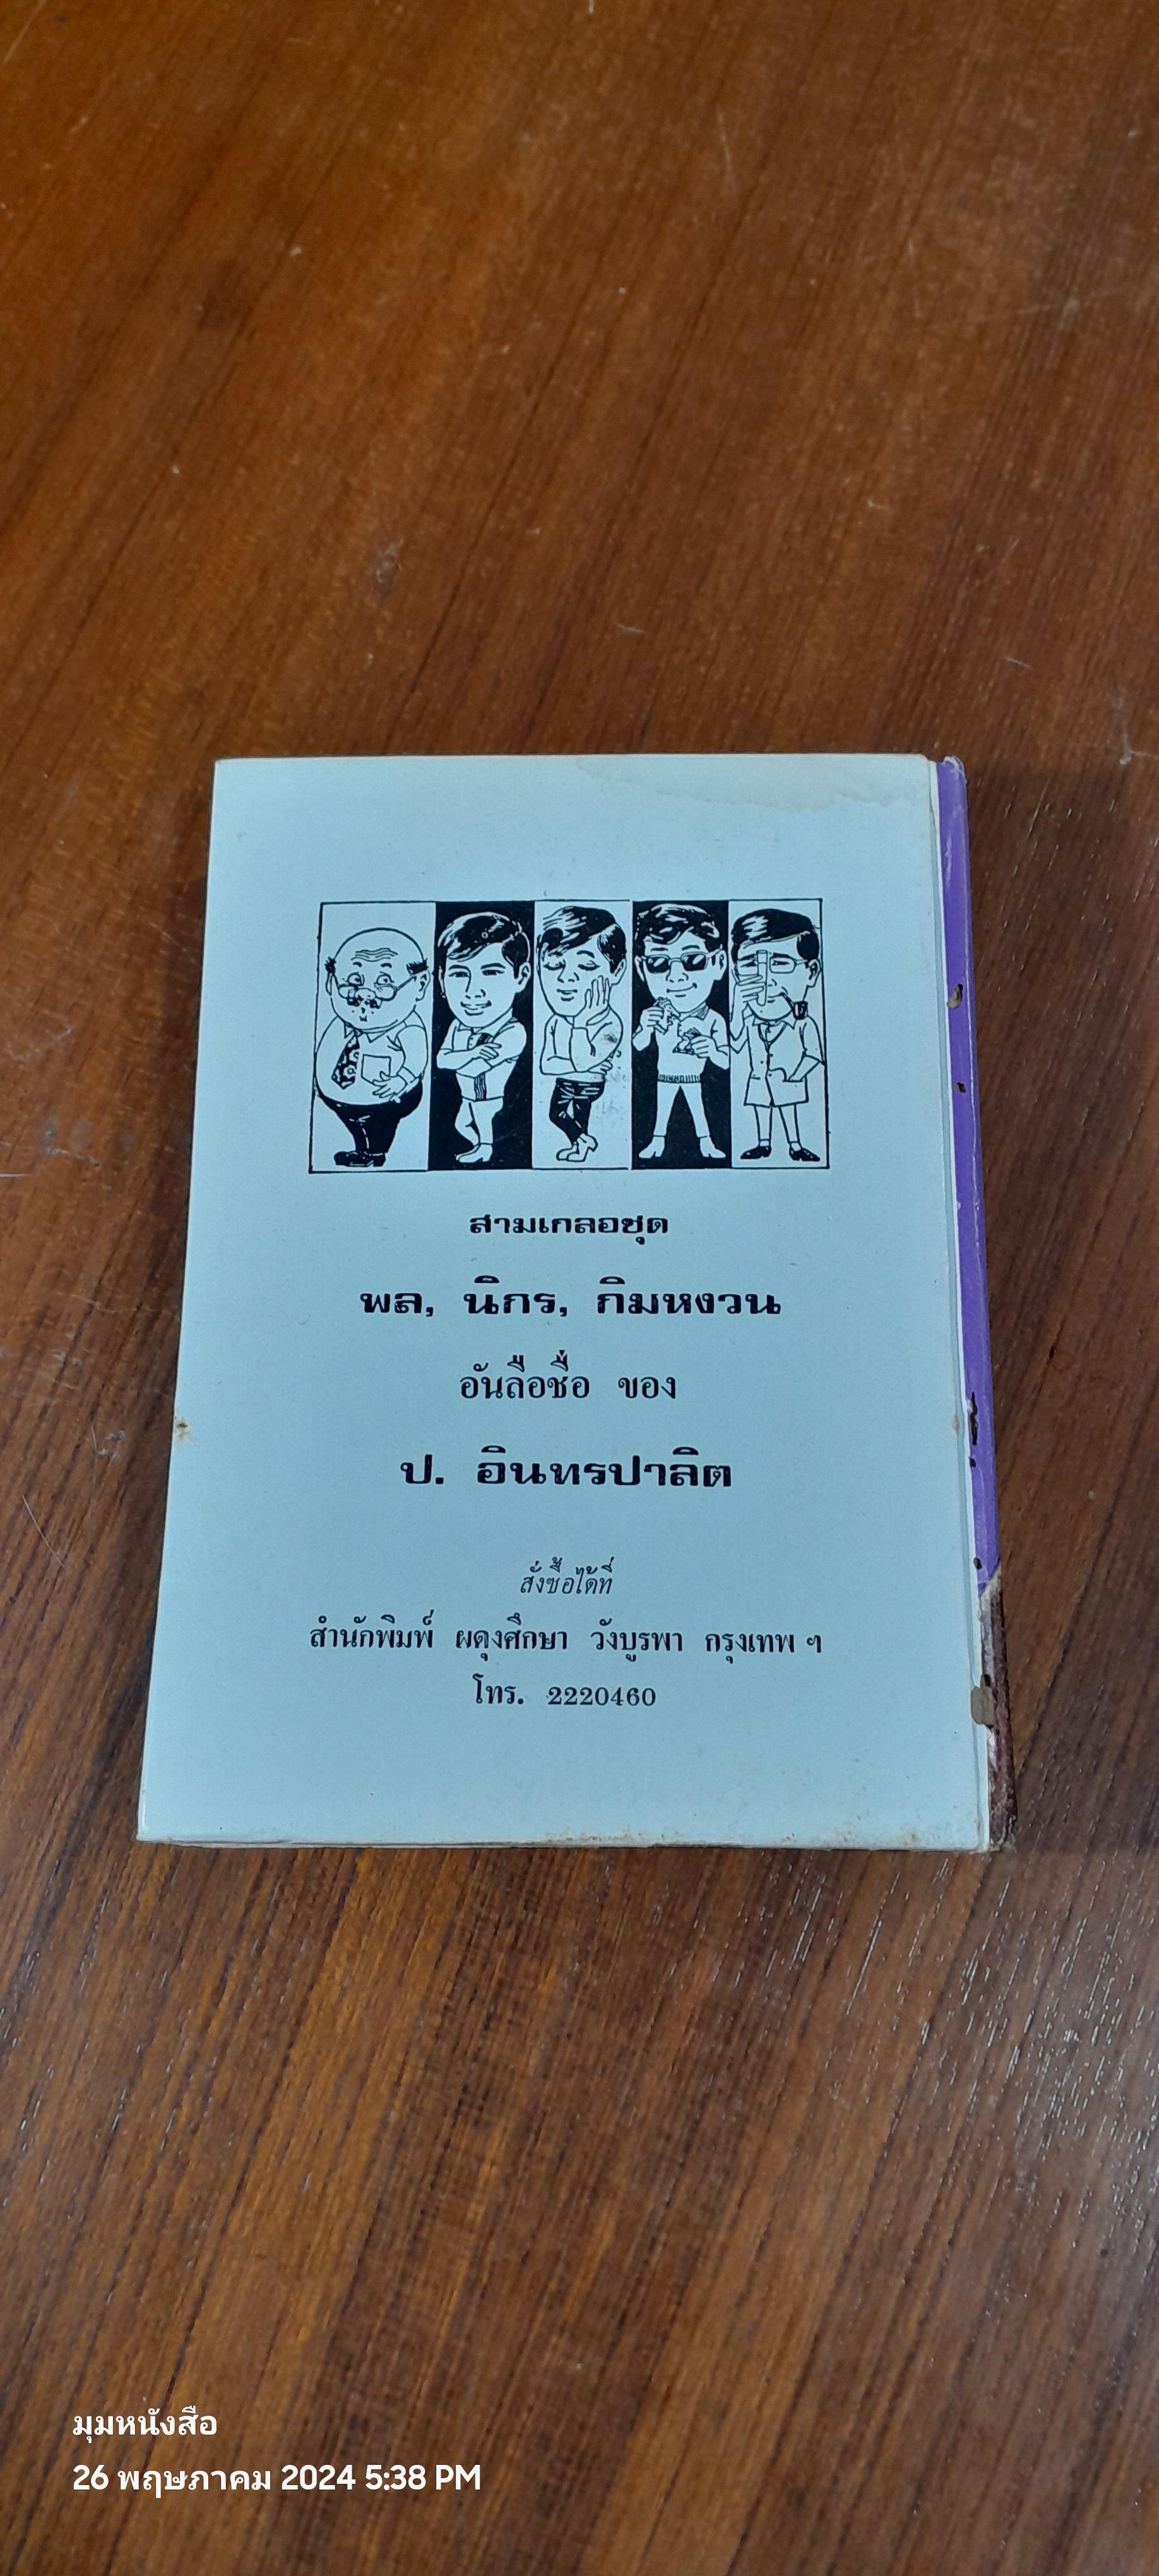 สามเกลอชุด
พล, นิกร, กิมหงวน
อันลือชื่อ ของ
ป. อินทรปาลิต
สั่งซื้อได้ที่
สำนักพิมพ์ ผดุงศึกษา วังบูรพา กรุงเทพ ฯ
โทร. 2220460
มุมหนังสือ
26 พฤษภาคม 2024 5:38 PM